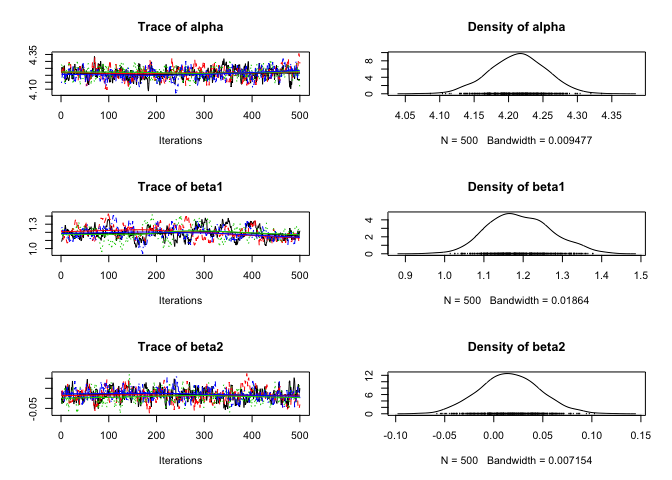 Trace of alpha
4.10 4.35
0 100 200 300 400 500
Iterations
Density of alpha
0 4 8
4.05 4.10 4.15 4.20 4.25 4.30 4.35
N = 500 Bandwidth = 0.009477
Trace of beta1
1.0 1.3
0 100 200 300 400 500
Iterations
Density of beta1
0 2 4
0.9 1.0 1.1 1.2 1.3 1.4 1.5
N = 500 Bandwidth = 0.01864
Trace of beta2
-0.05
0 100 200 300 400 500
Iterations
Density of beta2
0 4 8 12
-0.10 -0.05 0.00 0.05 0.10 0.15
N = 500 Bandwidth = 0.007154